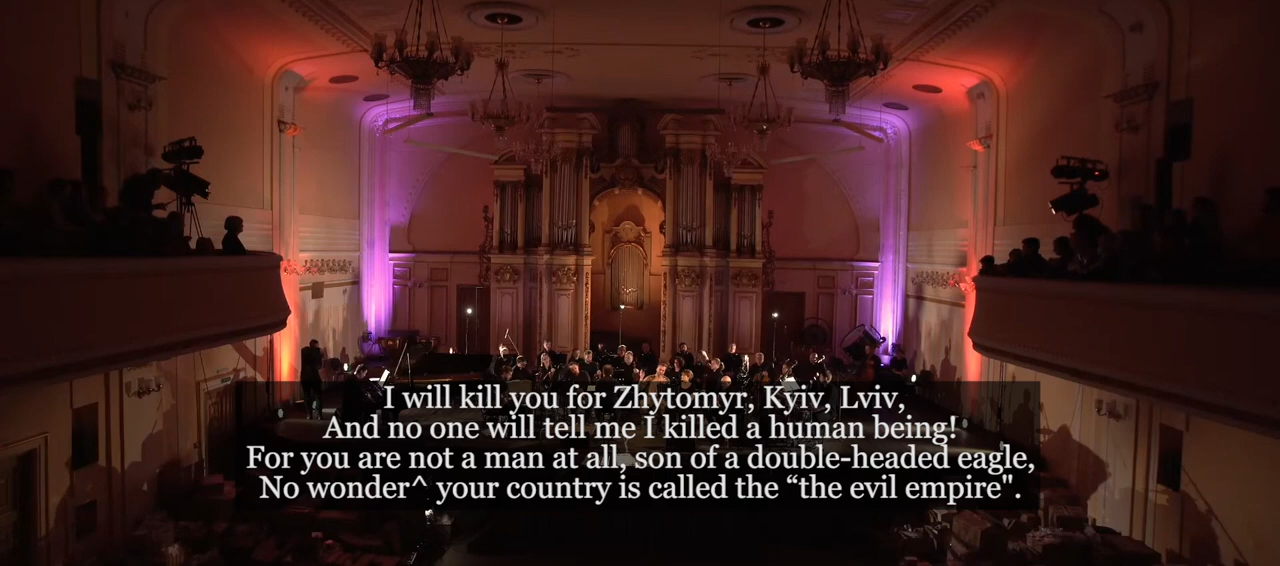 I will kill you for Zhytomyr, Kyiv, Lviv,
And no one will tell me I killed a human being!
For you are not a man at all, son of a double-headed eagle,
No wonder^ your country is called the “the evil empire".